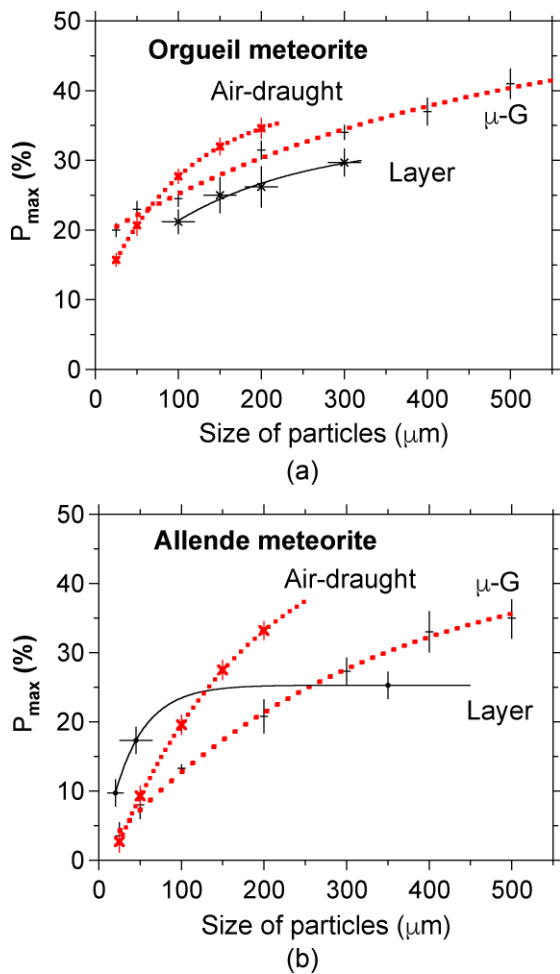 50
Orgueil meteorite
Air-draught
40
μ-G
P_max (%)
30
Layer
20
10
0
0 100 200 300 400 500
Size of particles (μm)
(a)
50
Allende meteorite
Air-draught
μ-G
40
P_max (%)
30
Layer
20
10
0
0 100 200 300 400 500
Size of particles (μm)
(b)